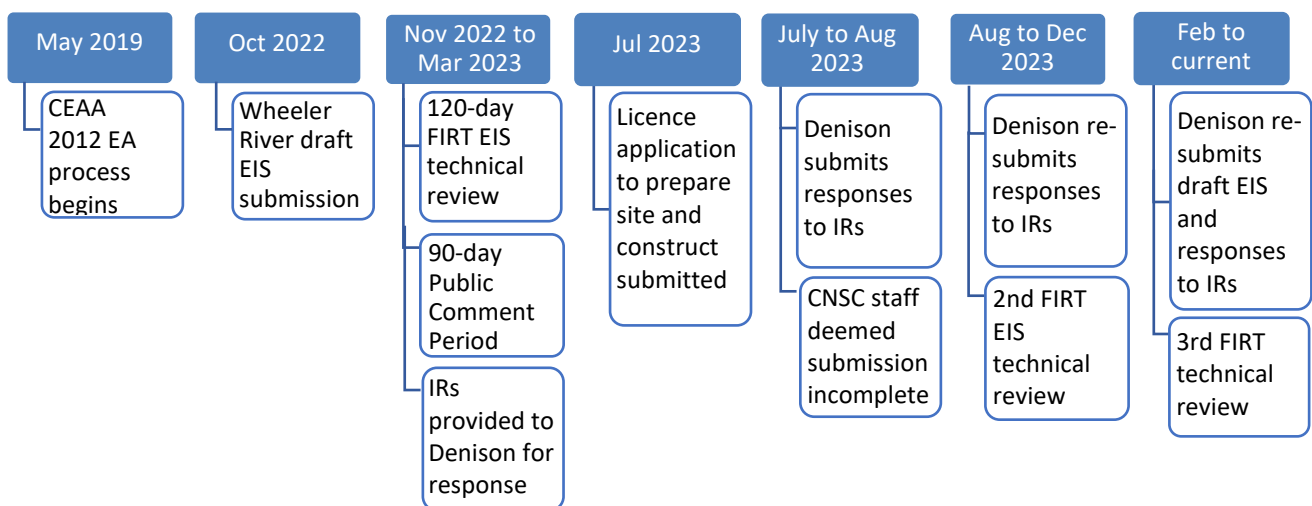 May 2019
CEAA
2012 EA
process
begins
Oct 2022
Wheeler
River draft
EIS
submission
Nov 2022 to
Mar 2023
120-day
FIRT EIS
technical
review
90-day
Public
Comment
Period
IRs
provided to
Denison for
response
Jul 2023
Licence
application
to prepare
site and
construct
submitted
July to Aug
2023
Denison
submits
responses
to IRs
CNSC staff
deemed
submission
incomplete
Aug to Dec
2023
Denison re-
submits
responses
to IRs
2nd FIRT
EIS
technical
review
Feb to
current
Denison re-
submits
draft EIS
and
responses
to IRs
3rd FIRT
technical
review